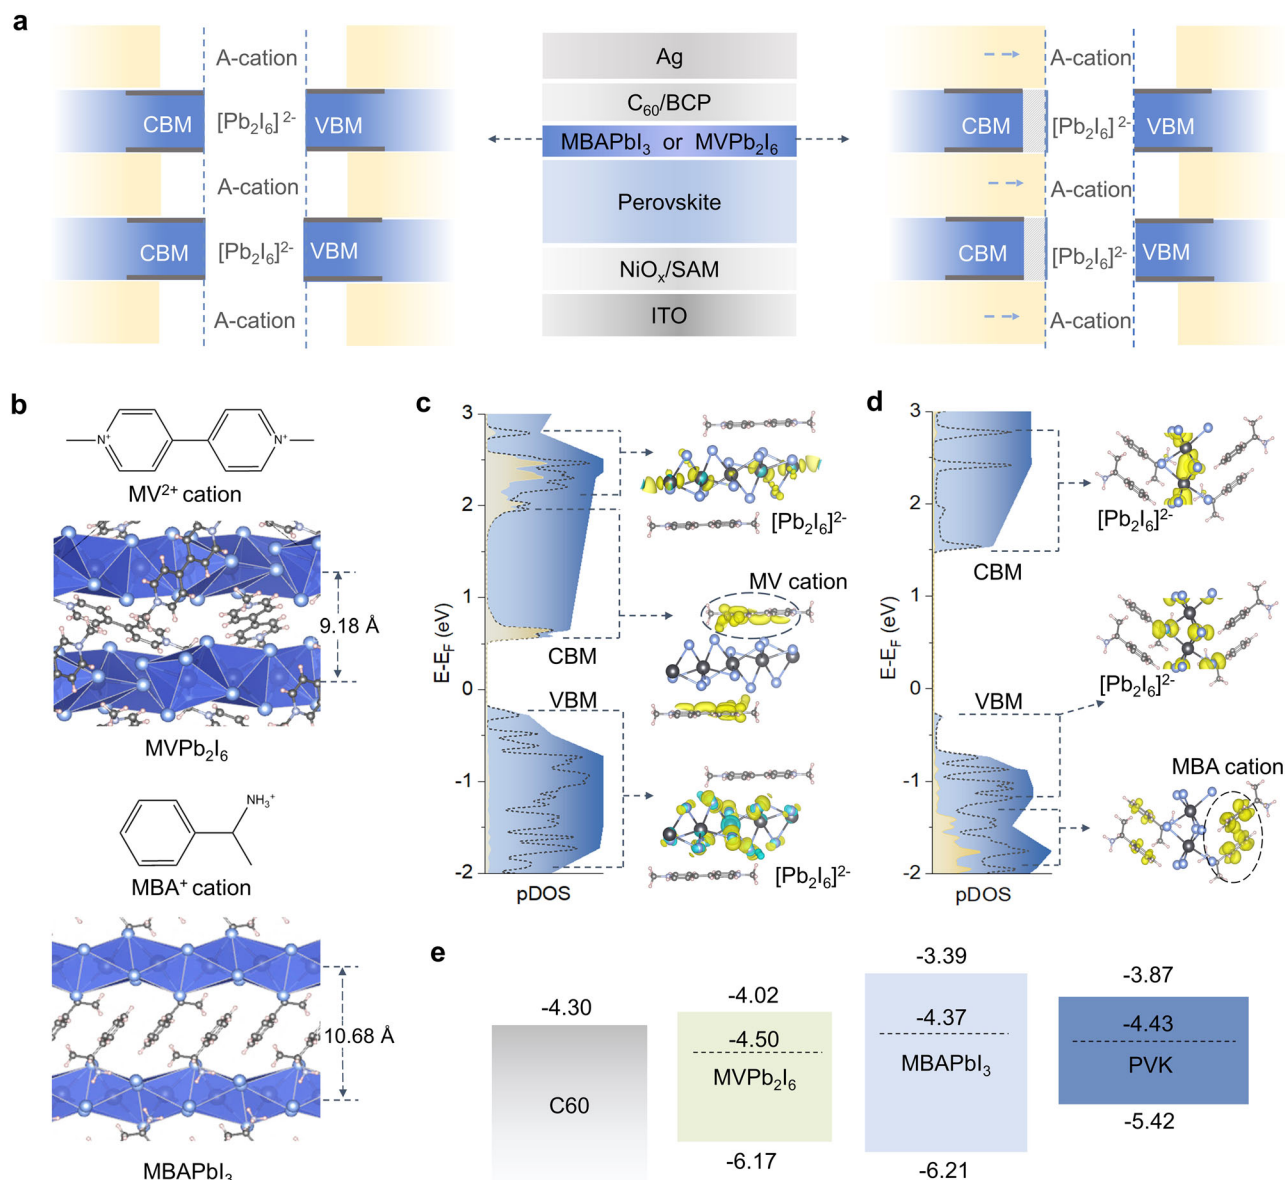 a
A-cation
CBM
[Pb₂I₆]²⁻
VBM
A-cation
CBM
[Pb₂I₆]²⁻
VBM
A-cation
Ag
C₆₀/BCP
MBAPbI₃ or MVPb₂I₆
Perovskite
NiOₓ/SAM
ITO
A-cation
CBM
[Pb₂I₆]²⁻
VBM
A-cation
CBM
[Pb₂I₆]²⁻
VBM
A-cation
b
N⁺
N⁺
MV²⁺ cation
9.18 Å
MVPb₂I₆
NH₃⁺
MBA⁺ cation
10.68 Å
MBAPbI₃
c
3
2
1
0
-1
-2
E-E_F (eV)
pDOS
CBM
VBM
[Pb₂I₆]²⁻
MV cation
[Pb₂I₆]²⁻
d
3
2
1
0
-1
-2
E-E_F (eV)
pDOS
CBM
VBM
[Pb₂I₆]²⁻
[Pb₂I₆]²⁻
MBA cation
e
-4.30
C60
-4.02
-4.50
MVPb₂I₆
-6.17
-3.39
-4.37
MBAPbI₃
-6.21
-3.87
-4.43
PVK
-5.42